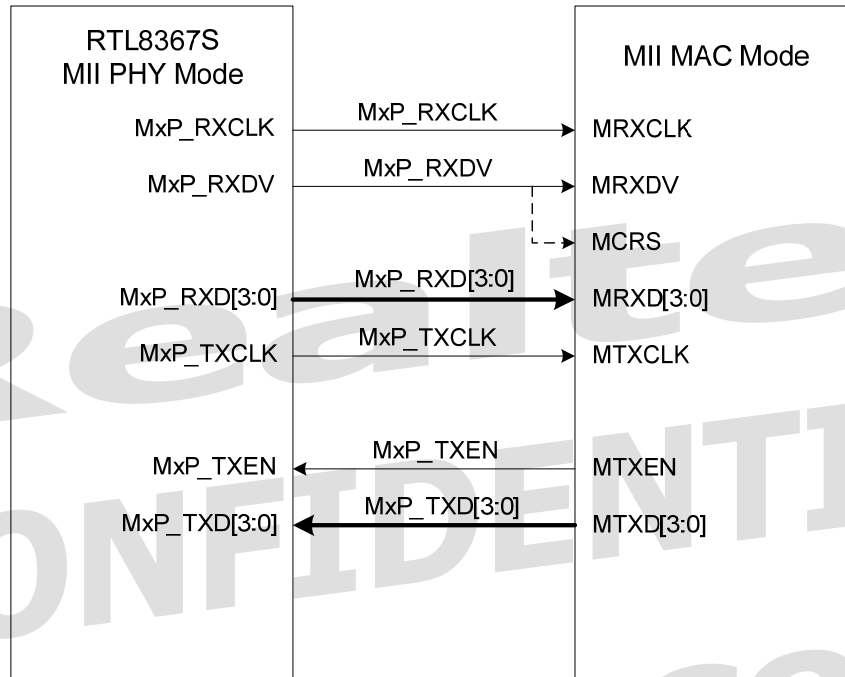 RTL8367S
MII PHY Mode
MII MAC Mode
MxP_RXCLK
MxP_RXCLK
MRXCLK
MxP_RXDV
MxP_RXDV
MRXDV
MCRS
MxP_RXD[3:0]
MxP_RXD[3:0]
MRXD[3:0]
MxP_TXCLK
MxP_TXCLK
MTXCLK
MxP_TXEN
MxP_TXEN
MTXEN
MxP_TXD[3:0]
MxP_TXD[3:0]
MTXD[3:0]
Realte
ONFIDENTI